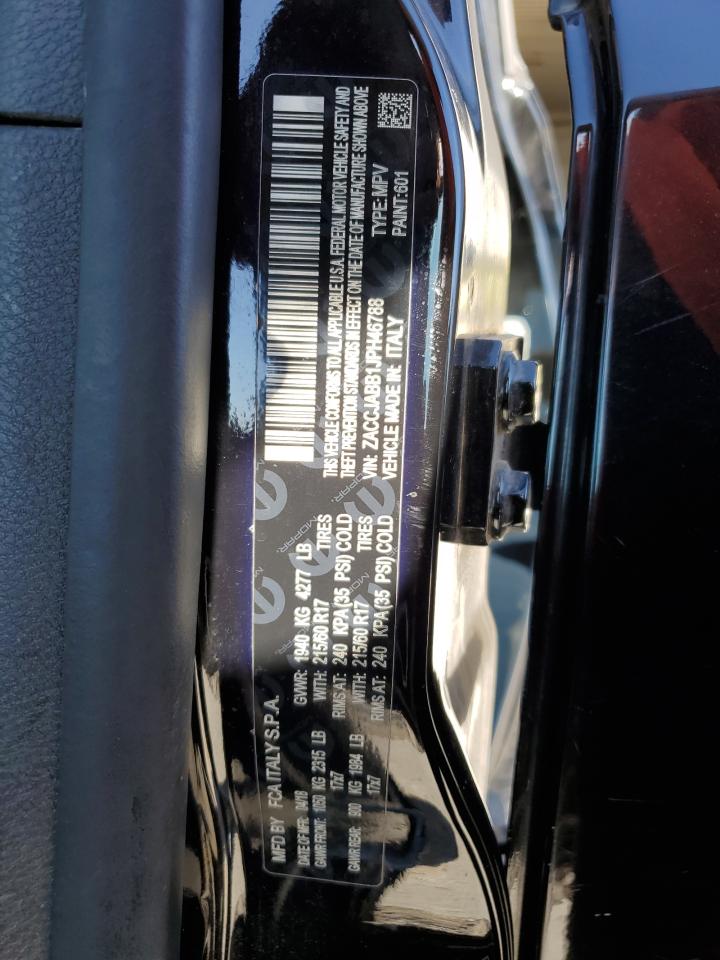 MFD BY FCA ITALY S.P.A.
DATE OF MFR: 04/18 GVWR: 1940 KG 4277 LB
GAWR FRONT: 1050 KG 2315 LB WITH: 215/60 R17 TIRES
17x7 RIMS AT: 240 KPA(35 PSI) COLD
GAWR REAR: 900 KG 1984 LB WITH: 215/60 R17 TIRES
17x7 RIMS AT: 240 KPA(35 PSI) COLD
THIS VEHICLE CONFORMS TO ALL APPLICABLE U.S.A. FEDERAL MOTOR VEHICLE SAFETY AND
THEFT PREVENTION STANDARDS IN EFFECT ON THE DATE OF MANUFACTURE SHOWN ABOVE
VIN: ZACCJABB1JPH46788 TYPE: MPV
VEHICLE MADE IN: ITALY PAINT: 601
MOPAR
MOPAR